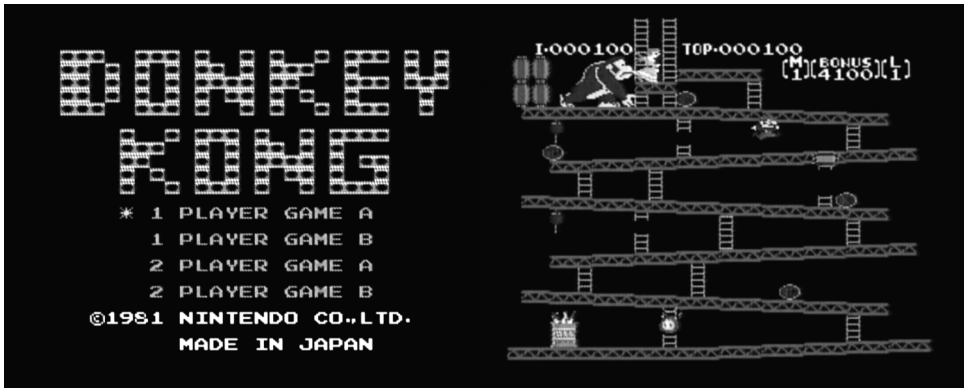 DONKEY
KONG
* 1 PLAYER GAME A
1 PLAYER GAME B
2 PLAYER GAME A
2 PLAYER GAME B
©1981 NINTENDO CO.,LTD.
MADE IN JAPAN
I-000100 TOP-000100
[M 1][BONUS 4100][L 1]